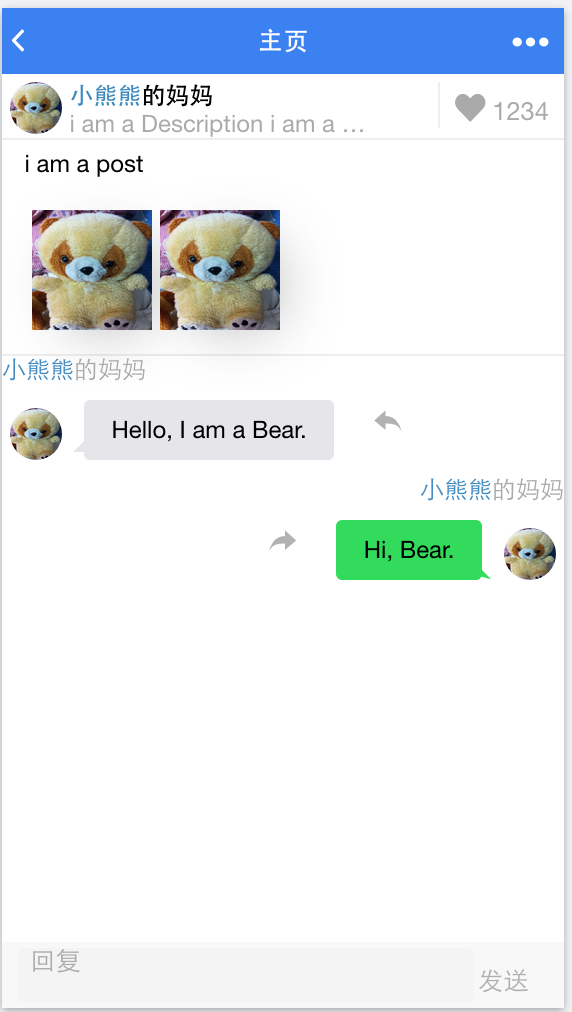 主页
小熊熊的妈妈
i am a Description i am a …
1234
i am a post
小熊熊的妈妈
Hello, I am a Bear.
小熊熊的妈妈
Hi, Bear.
回复
发送